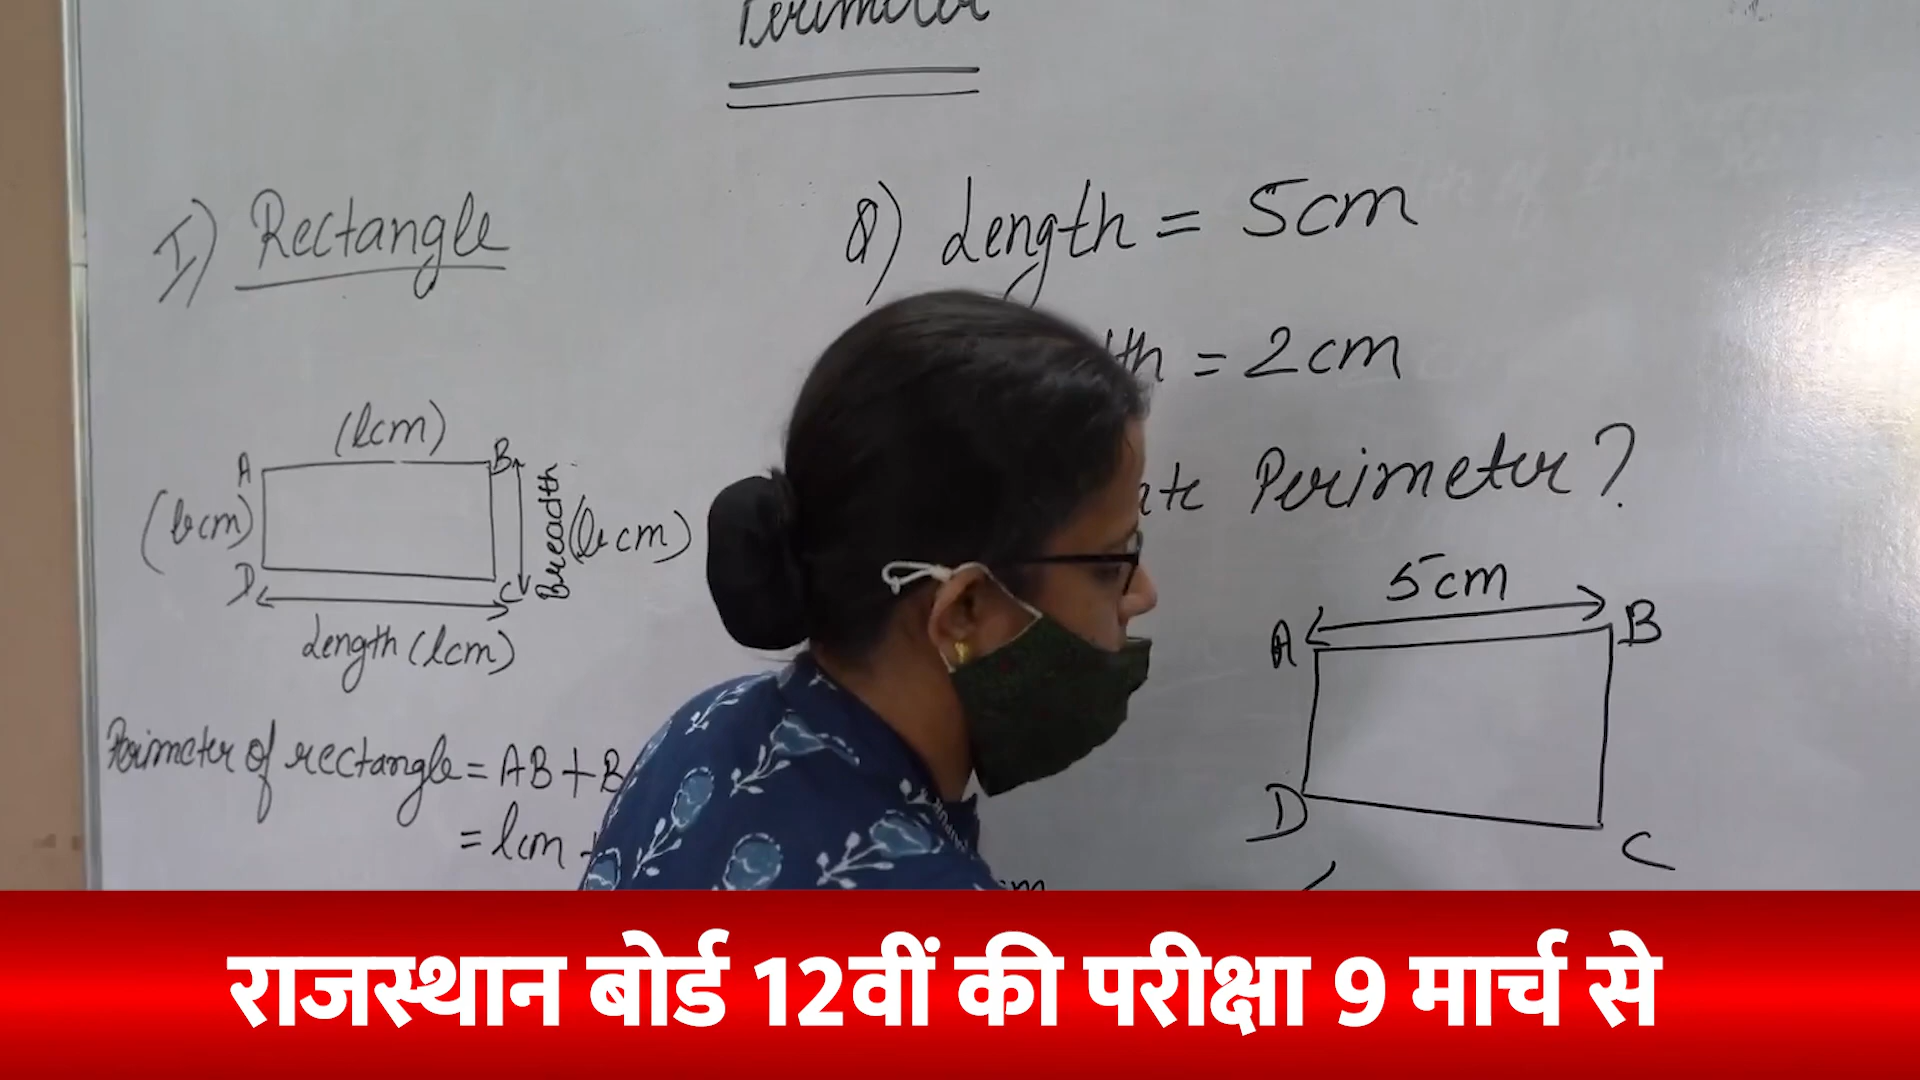 Perimeter
I) Rectangle
(lcm)
A
B
(bcm)
Breadth
(bcm)
D
C
Length (lcm)
Perimeter of rectangle = AB + B
= lcm +
Q) Length = 5cm
th = 2cm
Perimeter?
5cm
A
B
D
C
राजस्थान बोर्ड 12वीं की परीक्षा 9 मार्च से